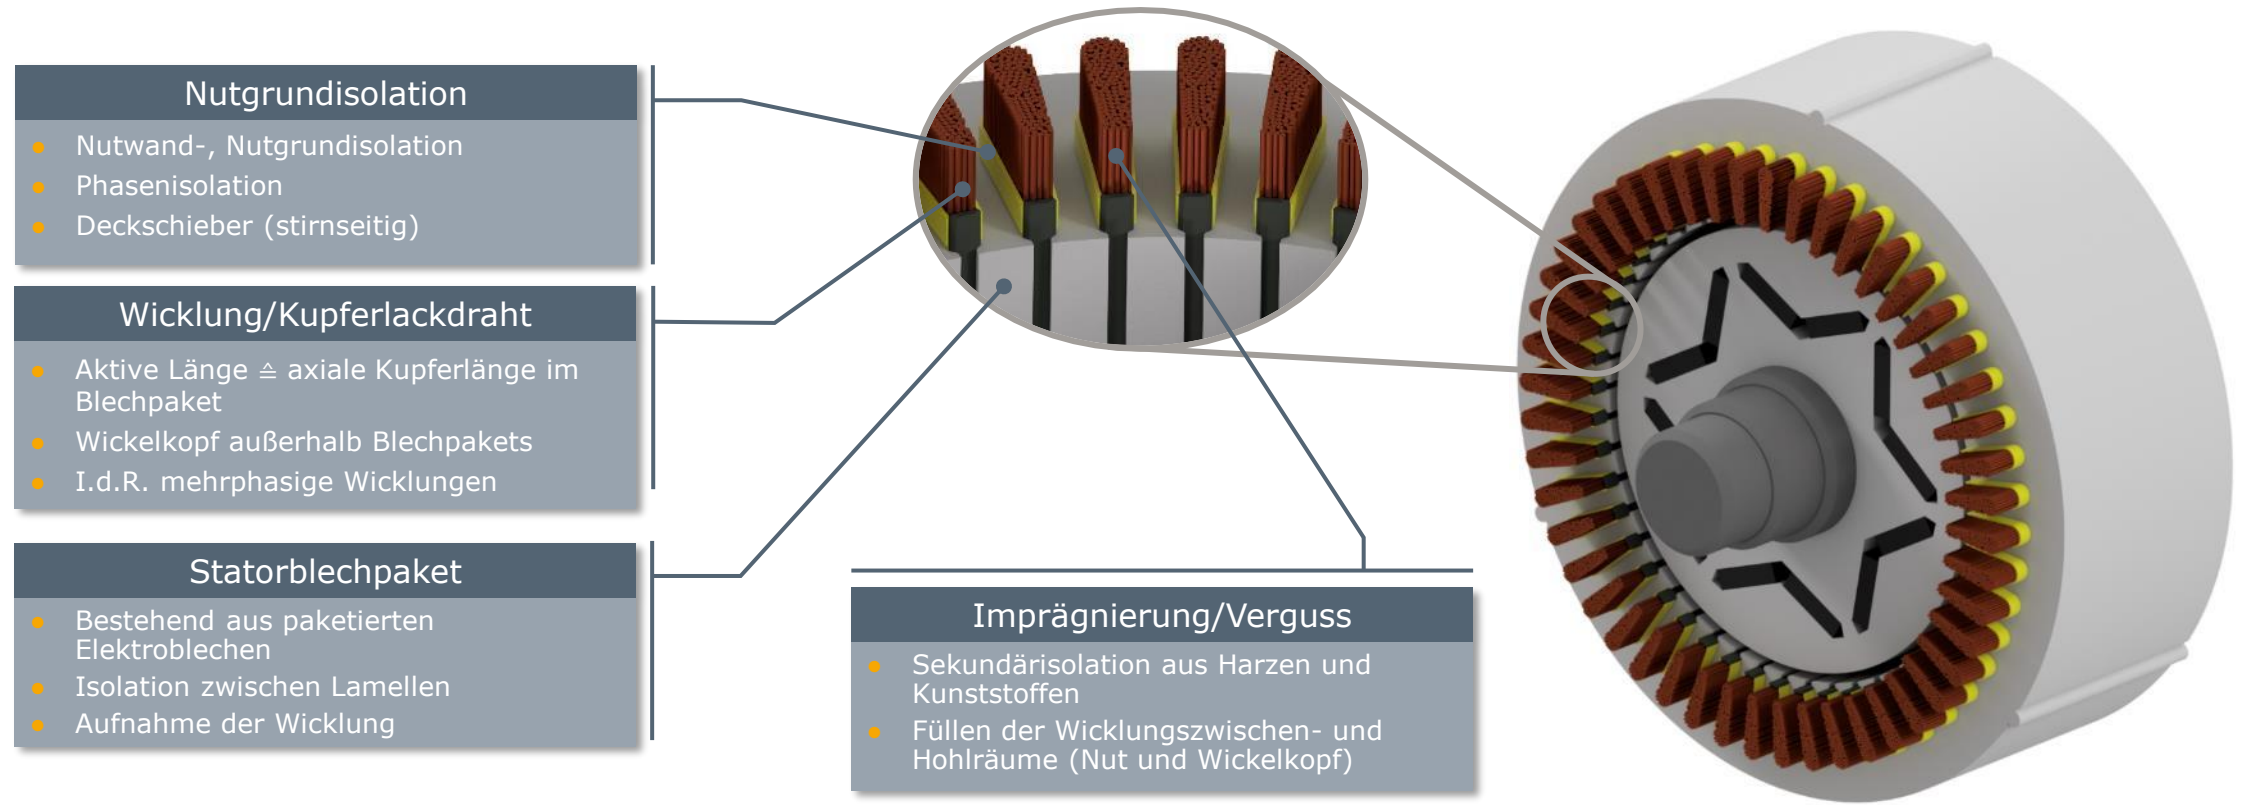 Nutgrundisolation
Nutwand-, Nutgrundisolation
Phasenisolation
Deckschieber (stirnseitig)
Wicklung/Kupferlackdraht
Aktive Länge ≙ axiale Kupferlänge im
Blechpaket
Wickelkopf außerhalb Blechpakets
I.d.R. mehrphasige Wicklungen
Statorblechpaket
Bestehend aus paketierten
Elektroblechen
Isolation zwischen Lamellen
Aufnahme der Wicklung
Imprägnierung/Verguss
Sekundärisolation aus Harzen und
Kunststoffen
Füllen der Wicklungszwischen- und
Hohlräume (Nut und Wickelkopf)